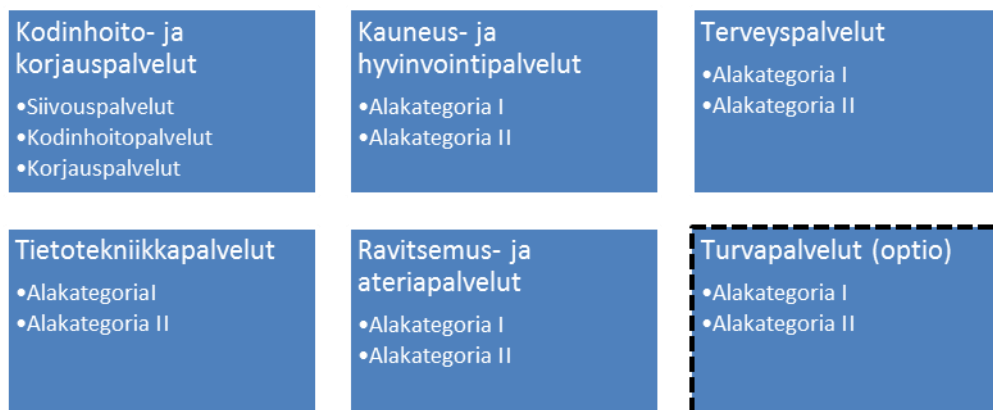 Kodinhoito- ja
korjauspalvelut
•Siivouspalvelut
•Kodinhoitopalvelut
•Korjauspalvelut
Kauneus- ja
hyvinvointipalvelut
•Alakategoria I
•Alakategoria II
Terveyspalvelut
•Alakategoria I
•Alakategoria II
Tietotekniikkapalvelut
•AlakategoriaI
•Alakategoria II
Ravitsemus- ja
ateriapalvelut
•Alakategoria I
•Alakategoria II
Turvapalvelut (optio)
•Alakategoria I
•Alakategoria II